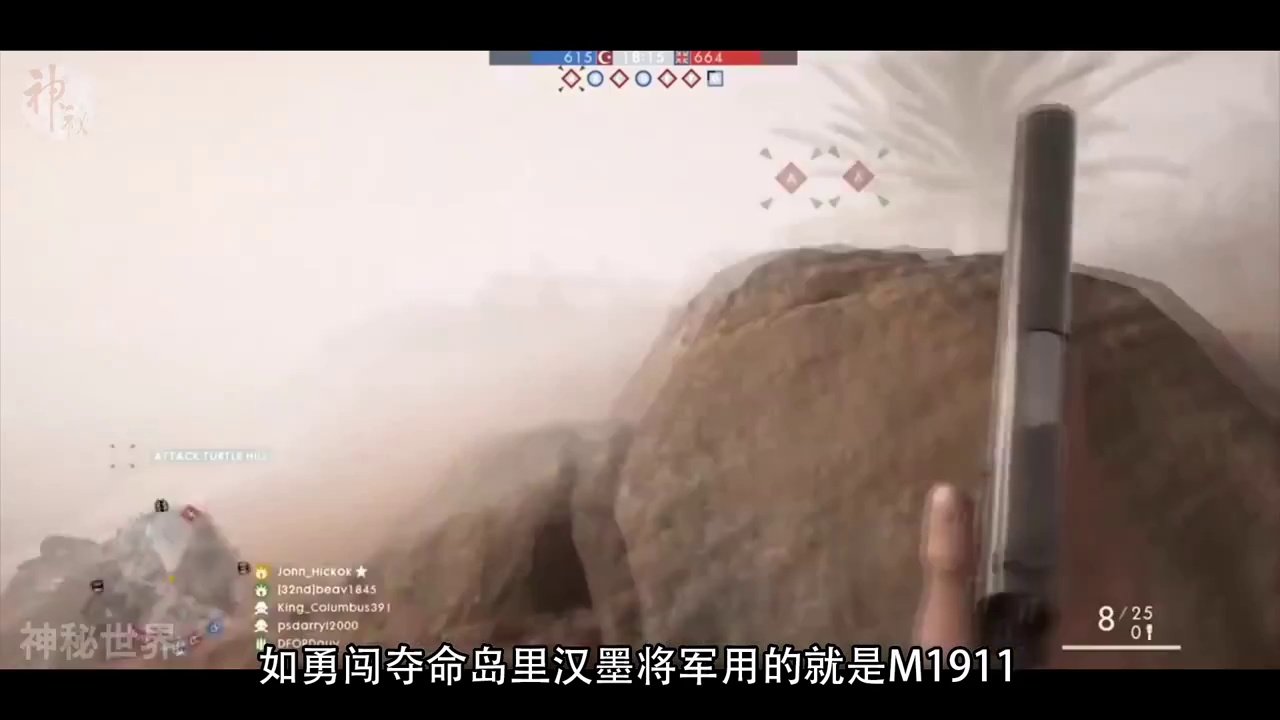 神秘
615 18:15 664
ATTACK TURTLE HILL
John_Hickok
[32nd]beav1845
King_Columbus391
psdarryl2000
8/25
0
神秘世界
如勇闯夺命岛里汉墨将军用的就是M1911